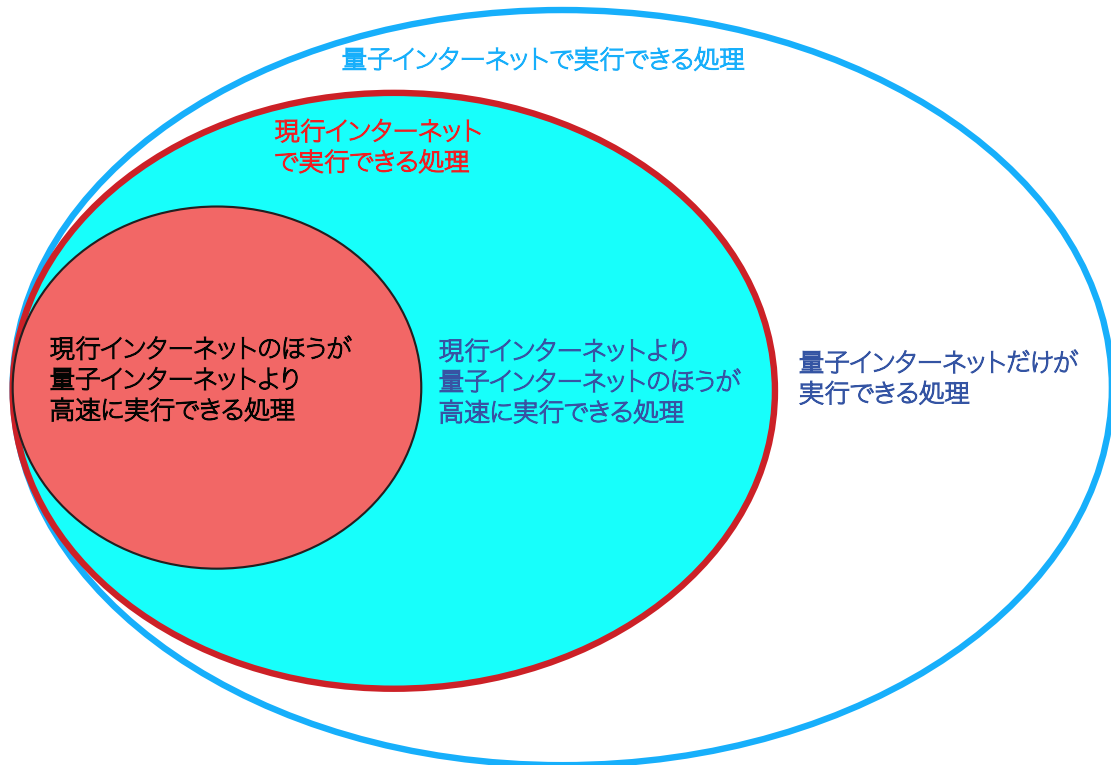 量子インターネットで実行できる処理
現行インターネット
で実行できる処理
現行インターネットのほうが
量子インターネットより
高速に実行できる処理
現行インターネットより
量子インターネットのほうが
高速に実行できる処理
量子インターネットだけが
実行できる処理